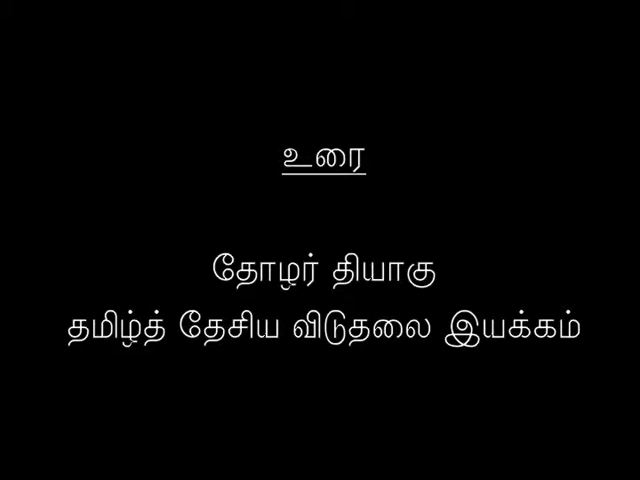 உரை
தோழர் தியாகு
தமிழ்த் தேசிய விடுதலை இயக்கம்